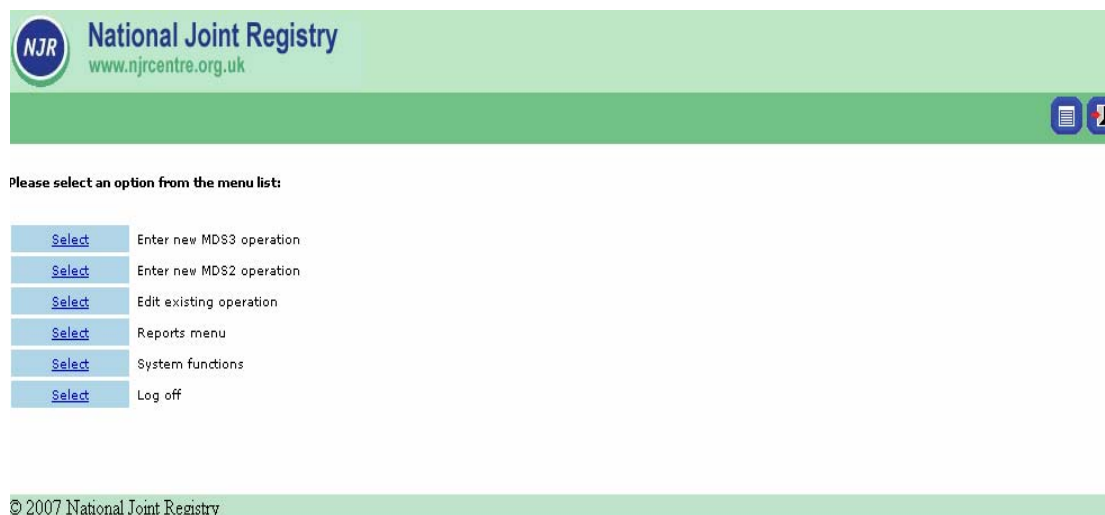 NJR
National Joint Registry
www.njrcentre.org.uk
Please select an option from the menu list:
Select Enter new MDS3 operation
Select Enter new MDS2 operation
Select Edit existing operation
Select Reports menu
Select System functions
Select Log off
© 2007 National Joint Registry